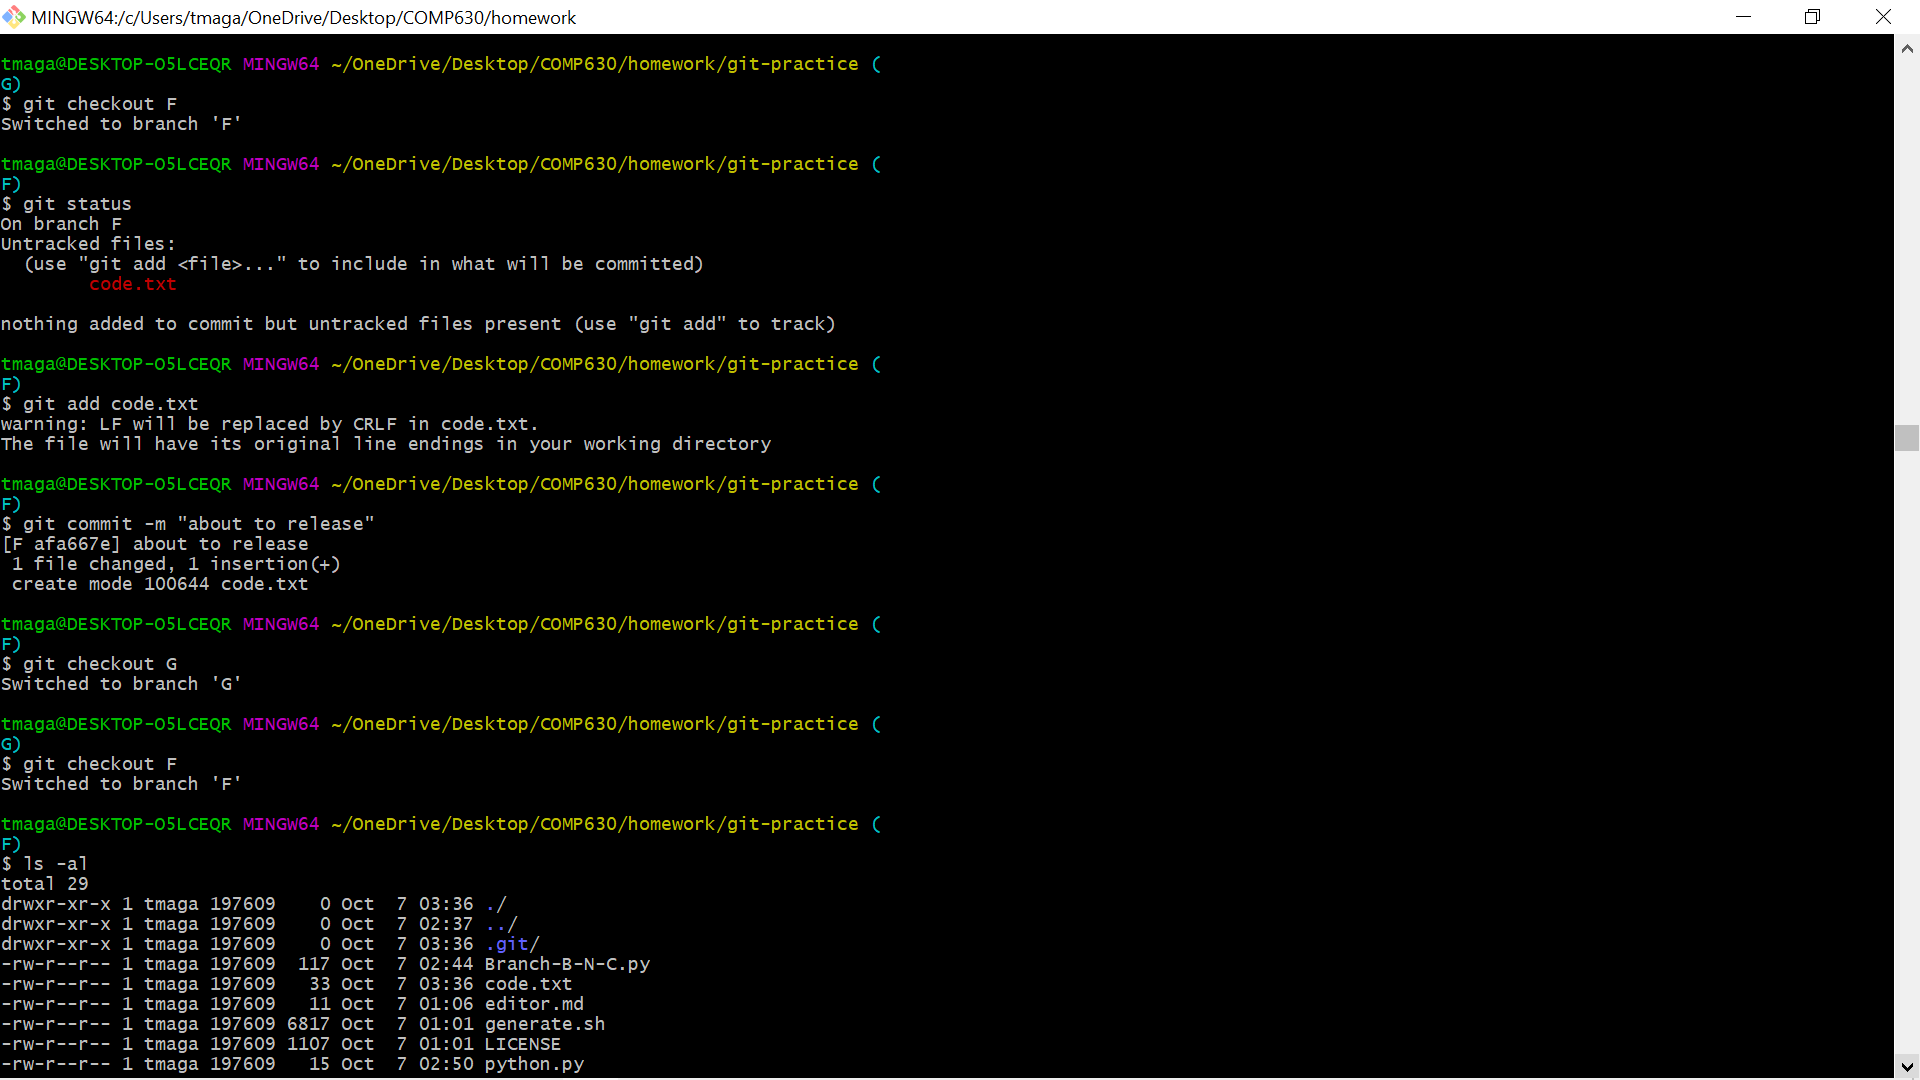 MINGW64:/c/Users/tmaga/OneDrive/Desktop/COMP630/homework
tmaga@DESKTOP-O5LCEQR MINGW64 ~/OneDrive/Desktop/COMP630/homework/git-practice (
G)
$ git checkout F
Switched to branch 'F'
tmaga@DESKTOP-O5LCEQR MINGW64 ~/OneDrive/Desktop/COMP630/homework/git-practice (
F)
$ git status
On branch F
Untracked files:
  (use "git add <file>..." to include in what will be committed)
        code.txt
nothing added to commit but untracked files present (use "git add" to track)
tmaga@DESKTOP-O5LCEQR MINGW64 ~/OneDrive/Desktop/COMP630/homework/git-practice (
F)
$ git add code.txt
warning: LF will be replaced by CRLF in code.txt.
The file will have its original line endings in your working directory
tmaga@DESKTOP-O5LCEQR MINGW64 ~/OneDrive/Desktop/COMP630/homework/git-practice (
F)
$ git commit -m "about to release"
[F afa667e] about to release
 1 file changed, 1 insertion(+)
 create mode 100644 code.txt
tmaga@DESKTOP-O5LCEQR MINGW64 ~/OneDrive/Desktop/COMP630/homework/git-practice (
F)
$ git checkout G
Switched to branch 'G'
tmaga@DESKTOP-O5LCEQR MINGW64 ~/OneDrive/Desktop/COMP630/homework/git-practice (
G)
$ git checkout F
Switched to branch 'F'
tmaga@DESKTOP-O5LCEQR MINGW64 ~/OneDrive/Desktop/COMP630/homework/git-practice (
F)
$ ls -al
total 29
drwxr-xr-x 1 tmaga 197609    0 Oct  7 03:36 ./
drwxr-xr-x 1 tmaga 197609    0 Oct  7 02:37 ../
drwxr-xr-x 1 tmaga 197609    0 Oct  7 03:36 .git/
-rw-r--r-- 1 tmaga 197609  117 Oct  7 02:44 Branch-B-N-C.py
-rw-r--r-- 1 tmaga 197609   33 Oct  7 03:36 code.txt
-rw-r--r-- 1 tmaga 197609   11 Oct  7 01:06 editor.md
-rw-r--r-- 1 tmaga 197609 6817 Oct  7 01:01 generate.sh
-rw-r--r-- 1 tmaga 197609 1107 Oct  7 01:01 LICENSE
-rw-r--r-- 1 tmaga 197609   15 Oct  7 02:50 python.py